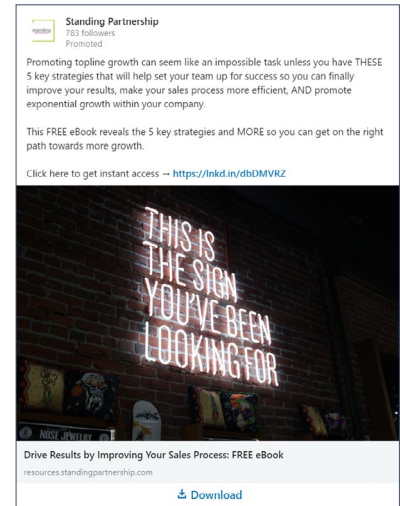 Standing Partnership
783 followers
Promoted
Promoting topline growth can seem like an impossible task unless you have THESE
5 key strategies that will help set your team up for success so you can finally
improve your results, make your sales process more efficient, AND promote
exponential growth within your company.
This FREE eBook reveals the 5 key strategies and MORE so you can get on the right
path towards more growth.
Click here to get instant access → https://lnkd.in/dbDMVRZ
THIS IS
THE SIGN
YOU'VE BEEN
LOOKING FOR
NOSE JEWELRY
Drive Results by Improving Your Sales Process: FREE eBook
resources.standingpartnership.com
Download